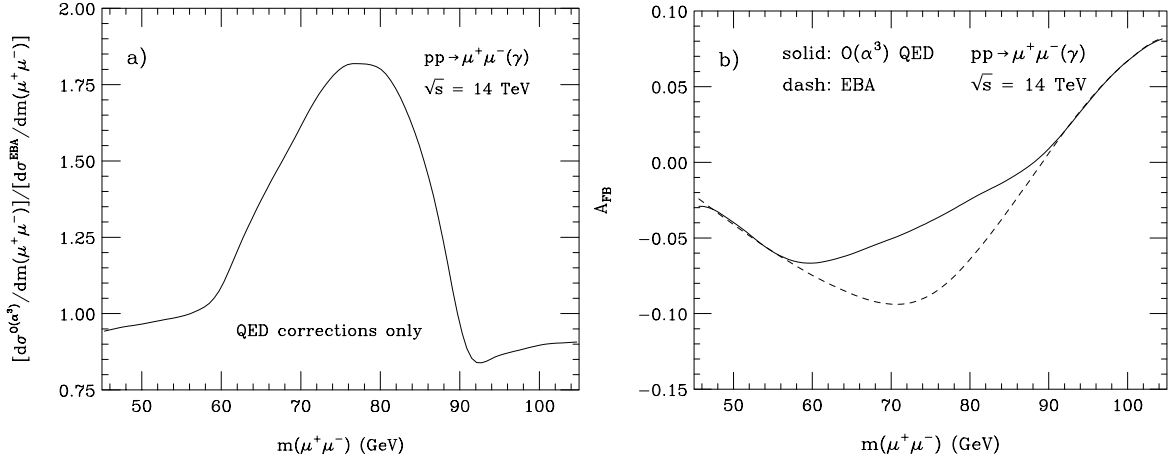 [dσ^O(α³)/dm(μ⁺μ⁻)]/[dσ^EBA/dm(μ⁺μ⁻)]
2.00
1.75
1.50
1.25
1.00
0.75
a)
pp→μ⁺μ⁻(γ)
√s = 14 TeV
QED corrections only
50 60 70 80 90 100
m(μ⁺μ⁻) (GeV)
A_FB
0.10
0.05
0.00
−0.05
−0.10
−0.15
b)
solid: O(α³) QED
dash: EBA
pp→μ⁺μ⁻(γ)
√s = 14 TeV
50 60 70 80 90 100
m(μ⁺μ⁻) (GeV)